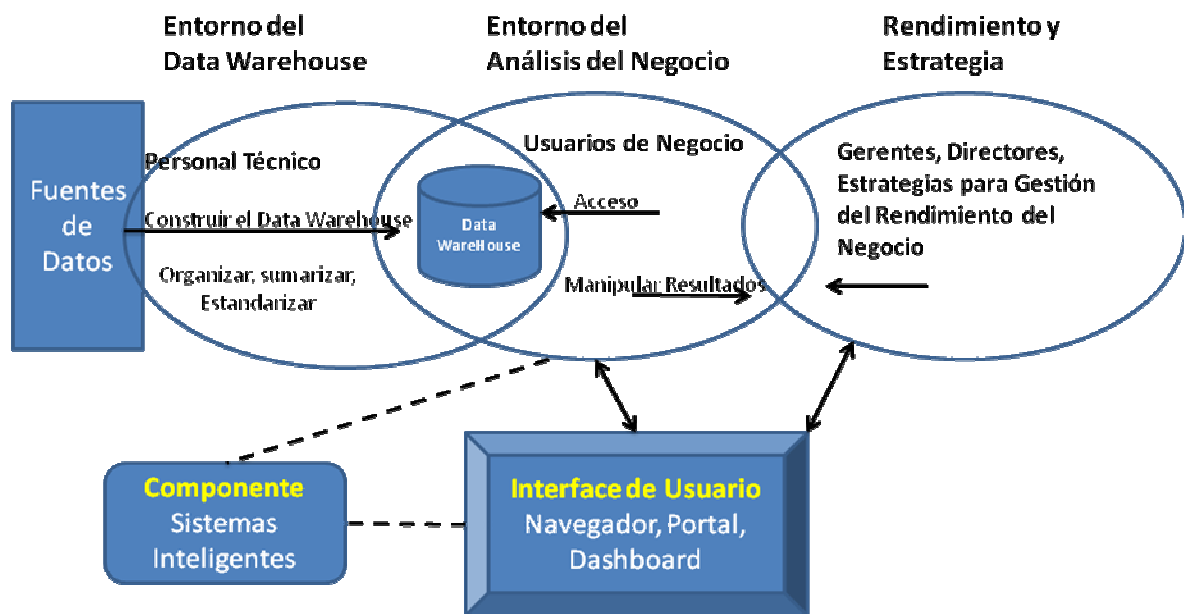 Entorno del
Data Warehouse
Entorno del
Análisis del Negocio
Rendimiento y
Estrategia
Fuentes
de
Datos
Personal Técnico
Construir el Data Warehouse
Organizar, sumarizar,
Estandarizar
Data
WareHouse
Usuarios de Negocio
Acceso
Manipular Resultados
Gerentes, Directores,
Estrategias para Gestión
del Rendimiento del
Negocio
Componente
Sistemas
Inteligentes
Interface de Usuario
Navegador, Portal,
Dashboard